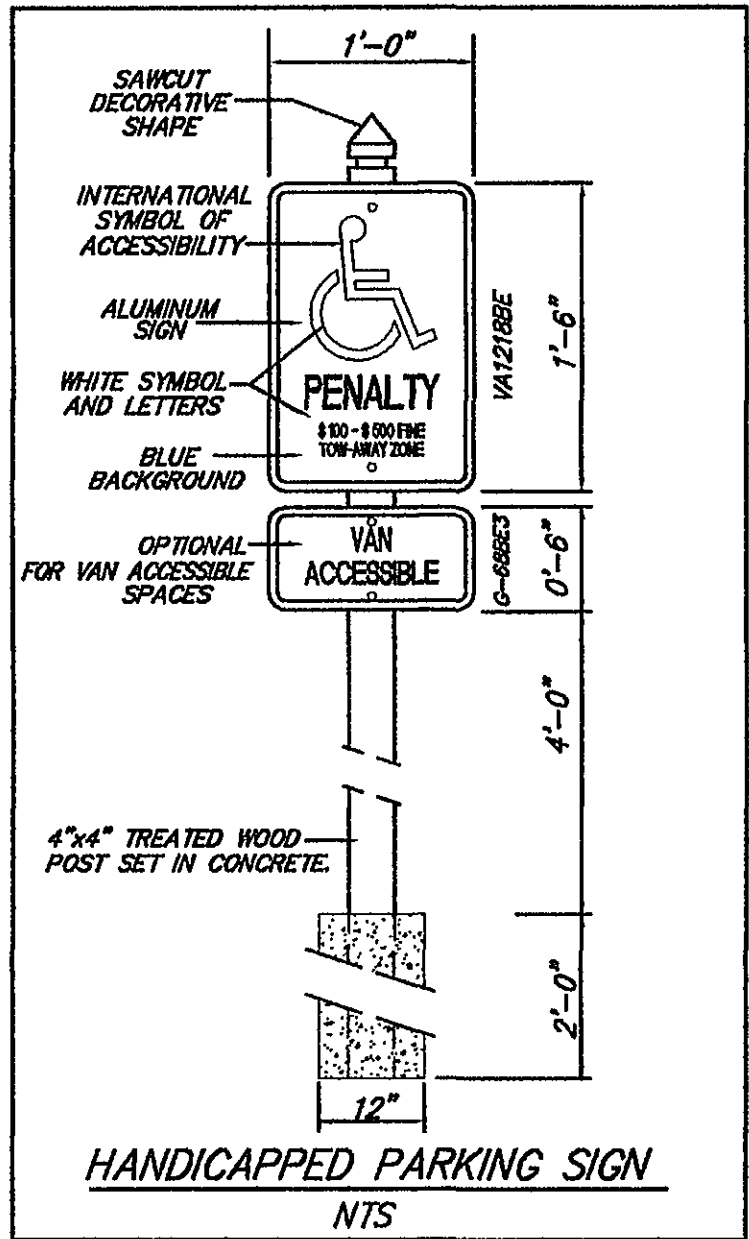 1'-0"
SAWCUT
DECORATIVE
SHAPE
INTERNATIONAL
SYMBOL OF
ACCESSIBILITY
ALUMINUM
SIGN
WHITE SYMBOL
AND LETTERS
BLUE
BACKGROUND
PENALTY
$100 - $500 FINE
TOW-AWAY ZONE
VA1218BE
1'-6"
OPTIONAL
FOR VAN ACCESSIBLE
SPACES
VAN
ACCESSIBLE
G-68BE3
0'-6"
4'-0"
4"x4" TREATED WOOD
POST SET IN CONCRETE.
2'-0"
12"
HANDICAPPED PARKING SIGN
NTS